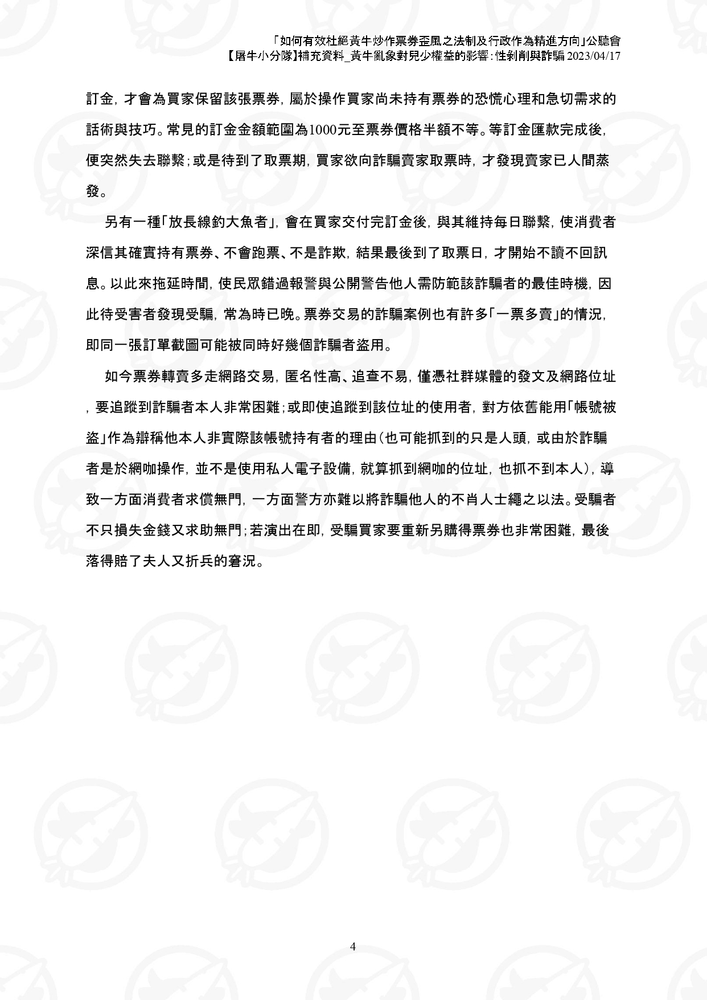 「如何有效杜絕黃牛炒作票券歪風之法制及行政作為精進方向」公聽會
【屠牛小分隊】補充資料_黃牛亂象對兒少權益的影響：性剝削與詐騙 2023/04/17
訂金，才會為買家保留該張票券，屬於操作買家尚未持有票券的恐慌心理和急切需求的
話術與技巧。常見的訂金金額範圍為1000元至票券價格半額不等。等訂金匯款完成後，
便突然失去聯繫；或是待到了取票期，買家欲向詐騙賣家取票時，才發現賣家已人間蒸
發。
另有一種「放長線釣大魚者」，會在買家交付完訂金後，與其維持每日聯繫，使消費者
深信其確實持有票券、不會跑票、不是詐欺，結果最後到了取票日，才開始不讀不回訊
息。以此來拖延時間，使民眾錯過報警與公開警告他人需防範該詐騙者的最佳時機，因
此待受害者發現受騙，常為時已晚。票券交易的詐騙案例也有許多「一票多賣」的情況，
即同一張訂單截圖可能被同時好幾個詐騙者盜用。
如今票券轉賣多走網路交易，匿名性高、追查不易，僅憑社群媒體的發文及網路位址
，要追蹤到詐騙者本人非常困難；或即使追蹤到該位址的使用者，對方依舊能用「帳號被
盜」作為辯稱他本人非實際該帳號持有者的理由（也可能抓到的只是人頭，或由於詐騙
者是於網咖操作，並不是使用私人電子設備，就算抓到網咖的位址，也抓不到本人），導
致一方面消費者求償無門，一方面警方亦難以將詐騙他人的不肖人士繩之以法。受騙者
不只損失金錢又求助無門；若演出在即，受騙買家要重新另購得票券也非常困難，最後
落得賠了夫人又折兵的窘況。
4